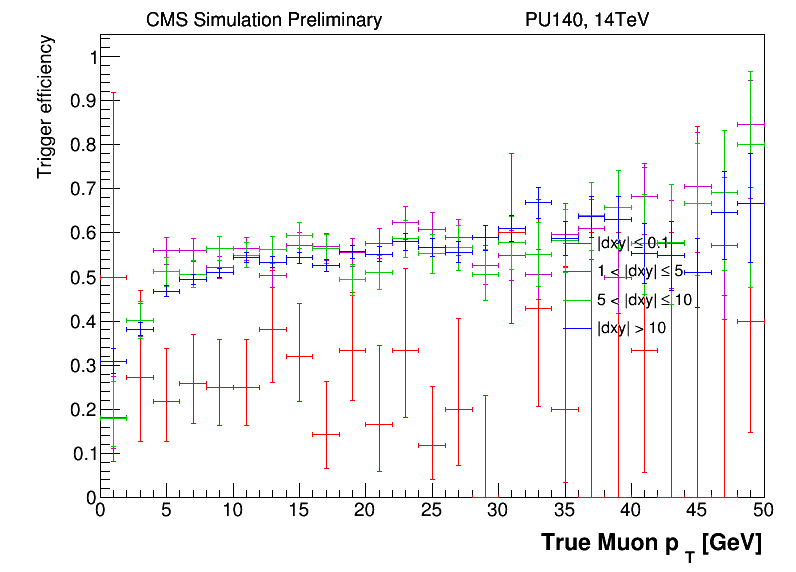 CMS Simulation Preliminary PU140, 14TeV
Trigger efficiency
1
0.9
0.8
0.7
0.6
0.5
0.4
0.3
0.2
0.1
0
|dxy| ≤ 0.1
1 < |dxy| ≤ 5
5 < |dxy| ≤ 10
|dxy| > 10
0 5 10 15 20 25 30 35 40 45 50
True Muon p T [GeV]